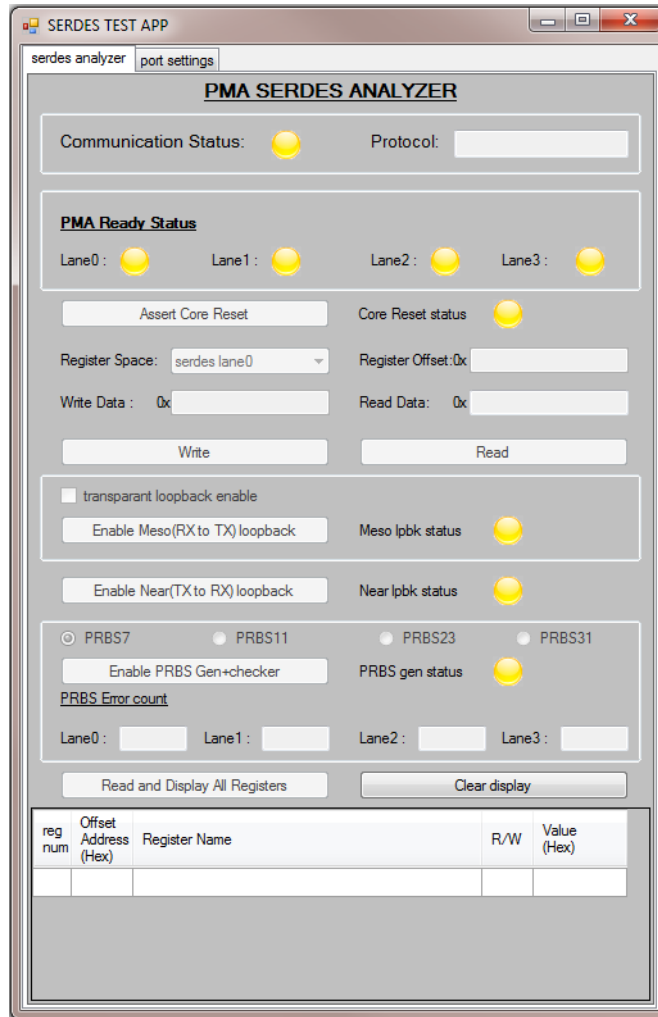 SERDES TEST APP
serdes analyzer port settings
PMA SERDES ANALYZER
Communication Status: Protocol:
PMA Ready Status
Lane0 : Lane1 : Lane2 : Lane3 :
Assert Core Reset Core Reset status
Register Space: serdes lane0 Register Offset:0x
Write Data : 0x Read Data: 0x
Write Read
transparant loopback enable
Enable Meso(RX to TX) loopback Meso lpbk status
Enable Near(TX to RX) loopback Near lpbk status
PRBS7 PRBS11 PRBS23 PRBS31
Enable PRBS Gen+checker PRBS gen status
PRBS Error count
Lane0 : Lane1 : Lane2 : Lane3 :
Read and Display All Registers Clear display
reg num Offset Address (Hex) Register Name R/W Value (Hex)